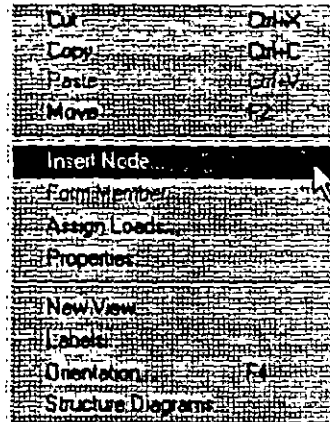 Cut Ctrl+X
Copy Ctrl+C
Paste Ctrl+V
Move F2
Insert Node...
Form Member...
Assign Loads...
Properties...
New View...
Labels...
Orientation... F4
Structure Diagrams...